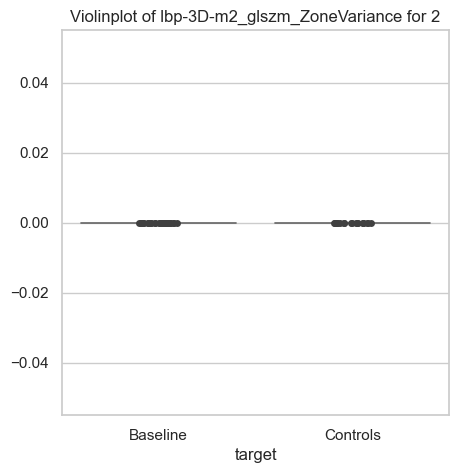 Violinplot of lbp-3D-m2_glszm_ZoneVariance for 2
0.04
0.02
0.00
−0.02
−0.04
Baseline
Controls
target